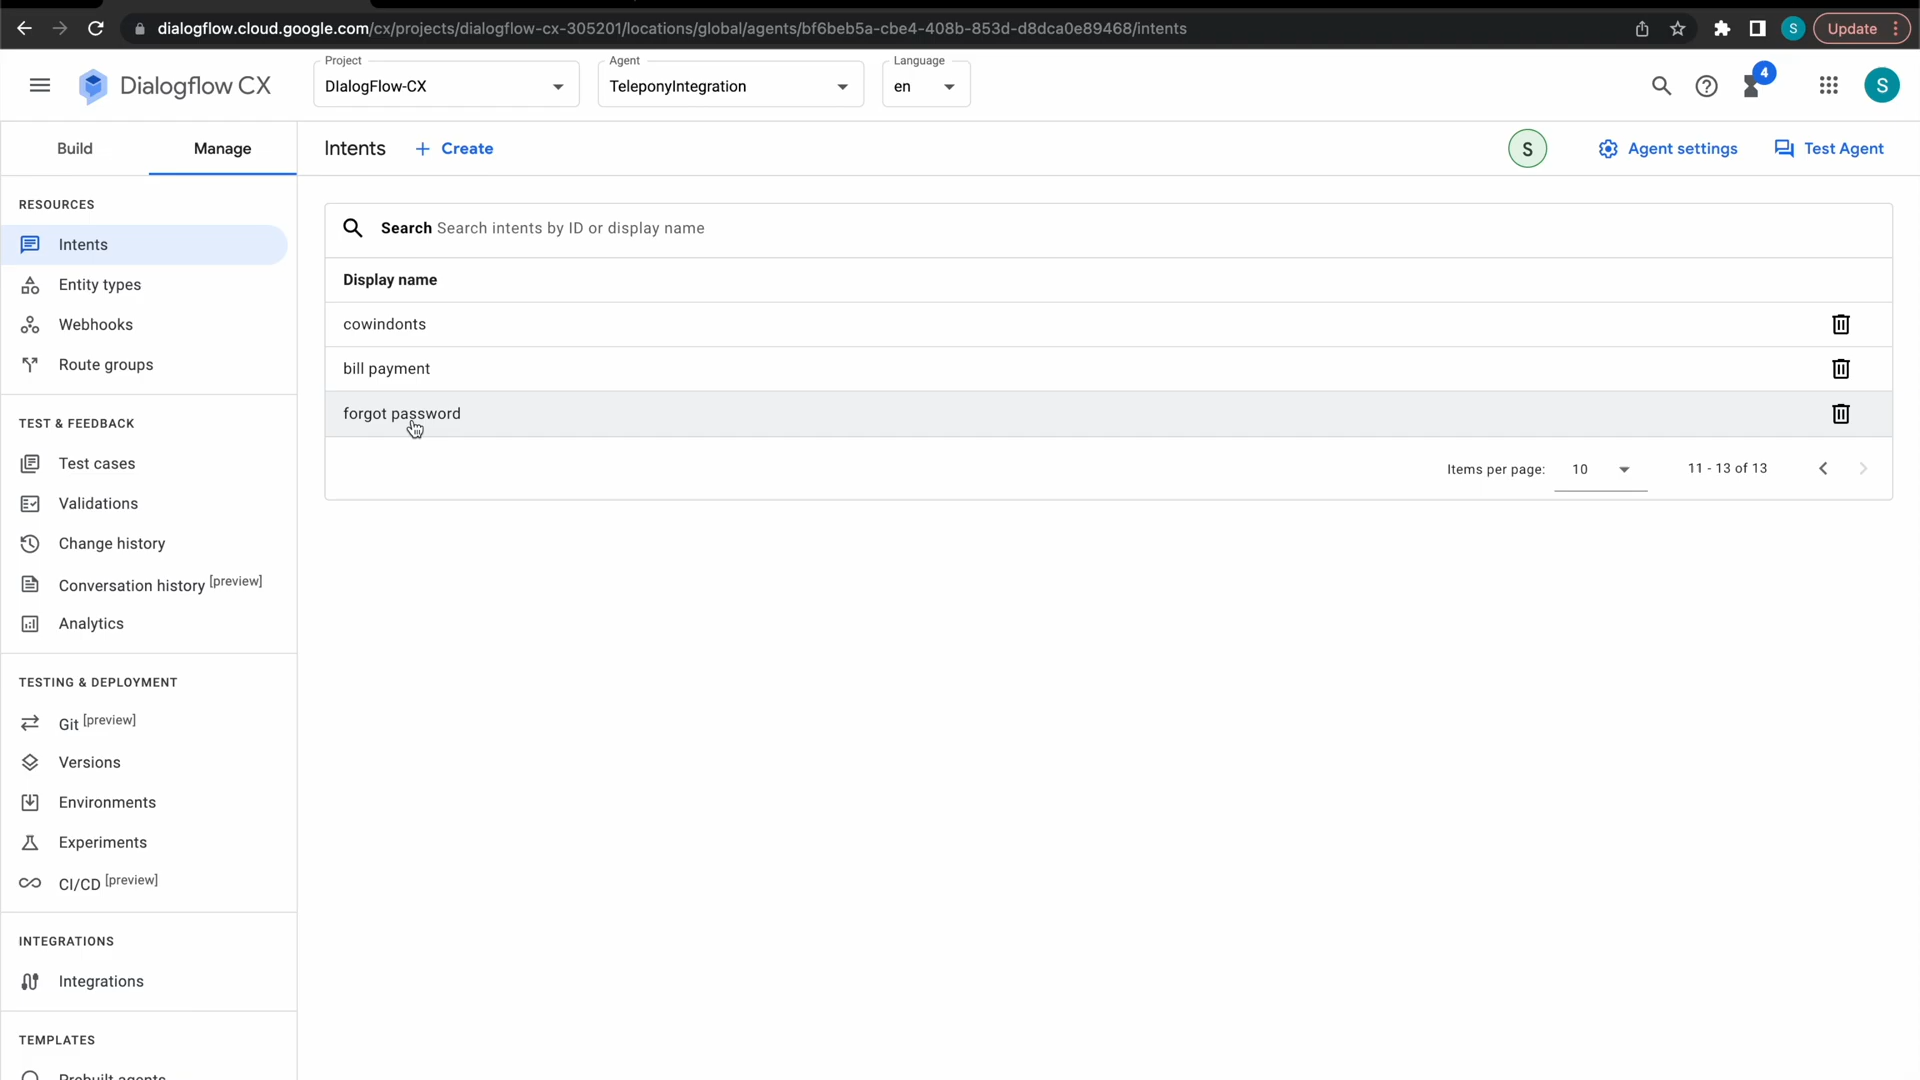 dialogflow.cloud.google.com/cx/projects/dialogflow-cx-305201/locations/global/agents/bf6beb5a-cbe4-408b-853d-d8dca0e89468/intents
S
Update
Dialogflow CX
Project
DIalogFlow-CX
Agent
TeleponyIntegration
Language
en
4
S
Build
Manage
Intents
Create
S
Agent settings
Test Agent
RESOURCES
Intents
Entity types
Webhooks
Route groups
TEST & FEEDBACK
Test cases
Validations
Change history
Conversation history [preview]
Analytics
TESTING & DEPLOYMENT
Git [preview]
Versions
Environments
Experiments
CI/CD [preview]
INTEGRATIONS
Integrations
TEMPLATES
Prebuilt agents
Search Search intents by ID or display name
Display name
cowindonts
bill payment
forgot password
Items per page: 10 11 - 13 of 13